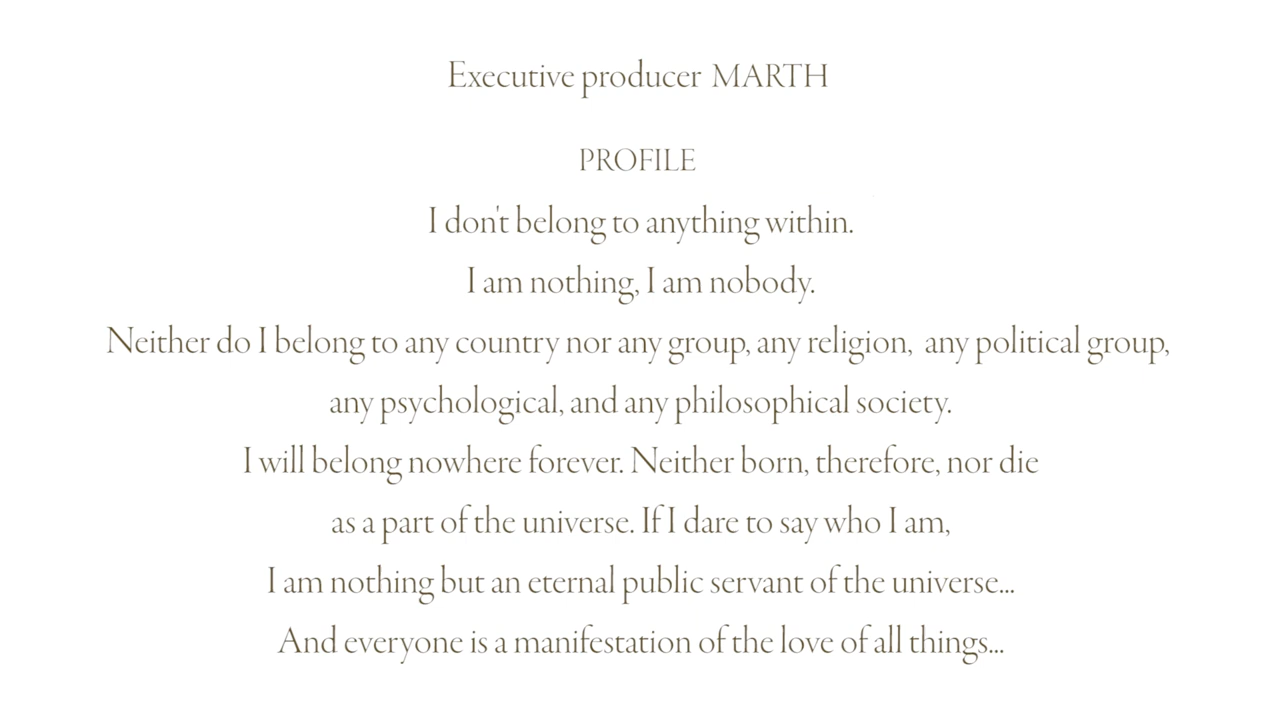 Executive producer MARTH
PROFILE
I don't belong to anything within.
I am nothing, I am nobody.
Neither do I belong to any country nor any group, any religion, any political group,
any psychological, and any philosophical society.
I will belong nowhere forever. Neither born, therefore, nor die
as a part of the universe. If I dare to say who I am,
I am nothing but an eternal public servant of the universe...
And everyone is a manifestation of the love of all things...